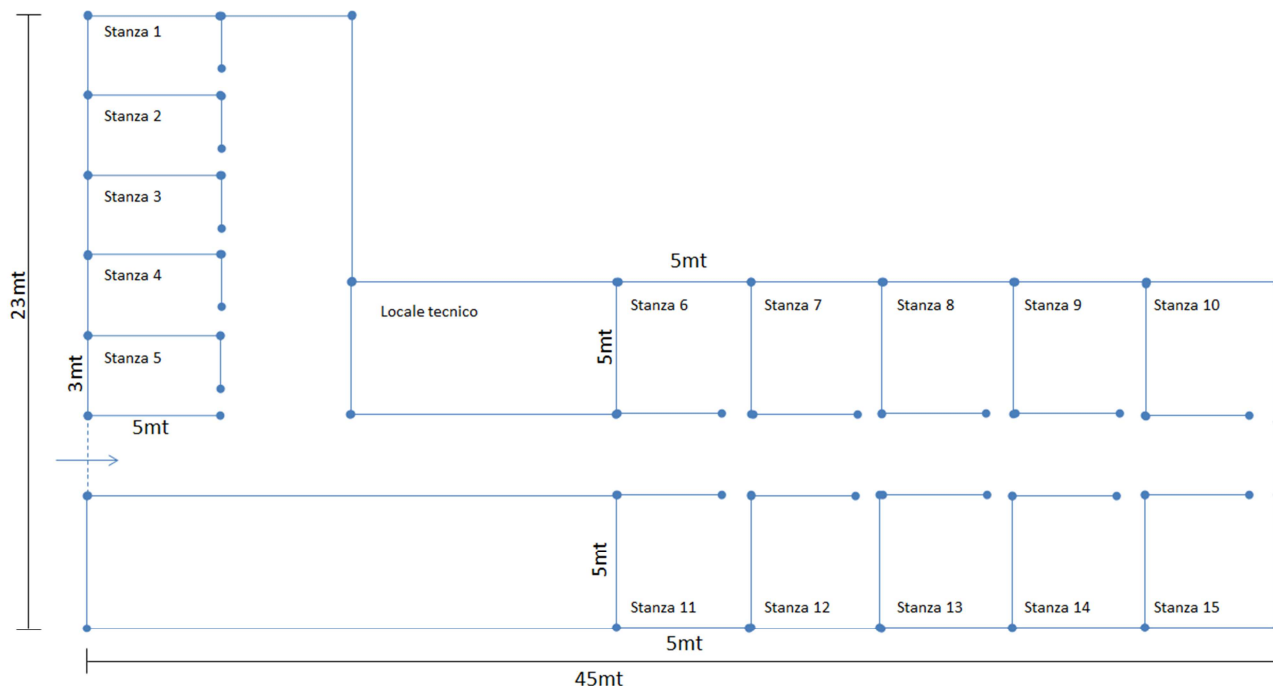 Stanza 1
Stanza 2
Stanza 3
Stanza 4
Stanza 5
23mt
3mt
5mt
Locale tecnico
5mt
5mt
Stanza 6
Stanza 7
Stanza 8
Stanza 9
Stanza 10
5mt
Stanza 11
Stanza 12
Stanza 13
Stanza 14
Stanza 15
5mt
45mt